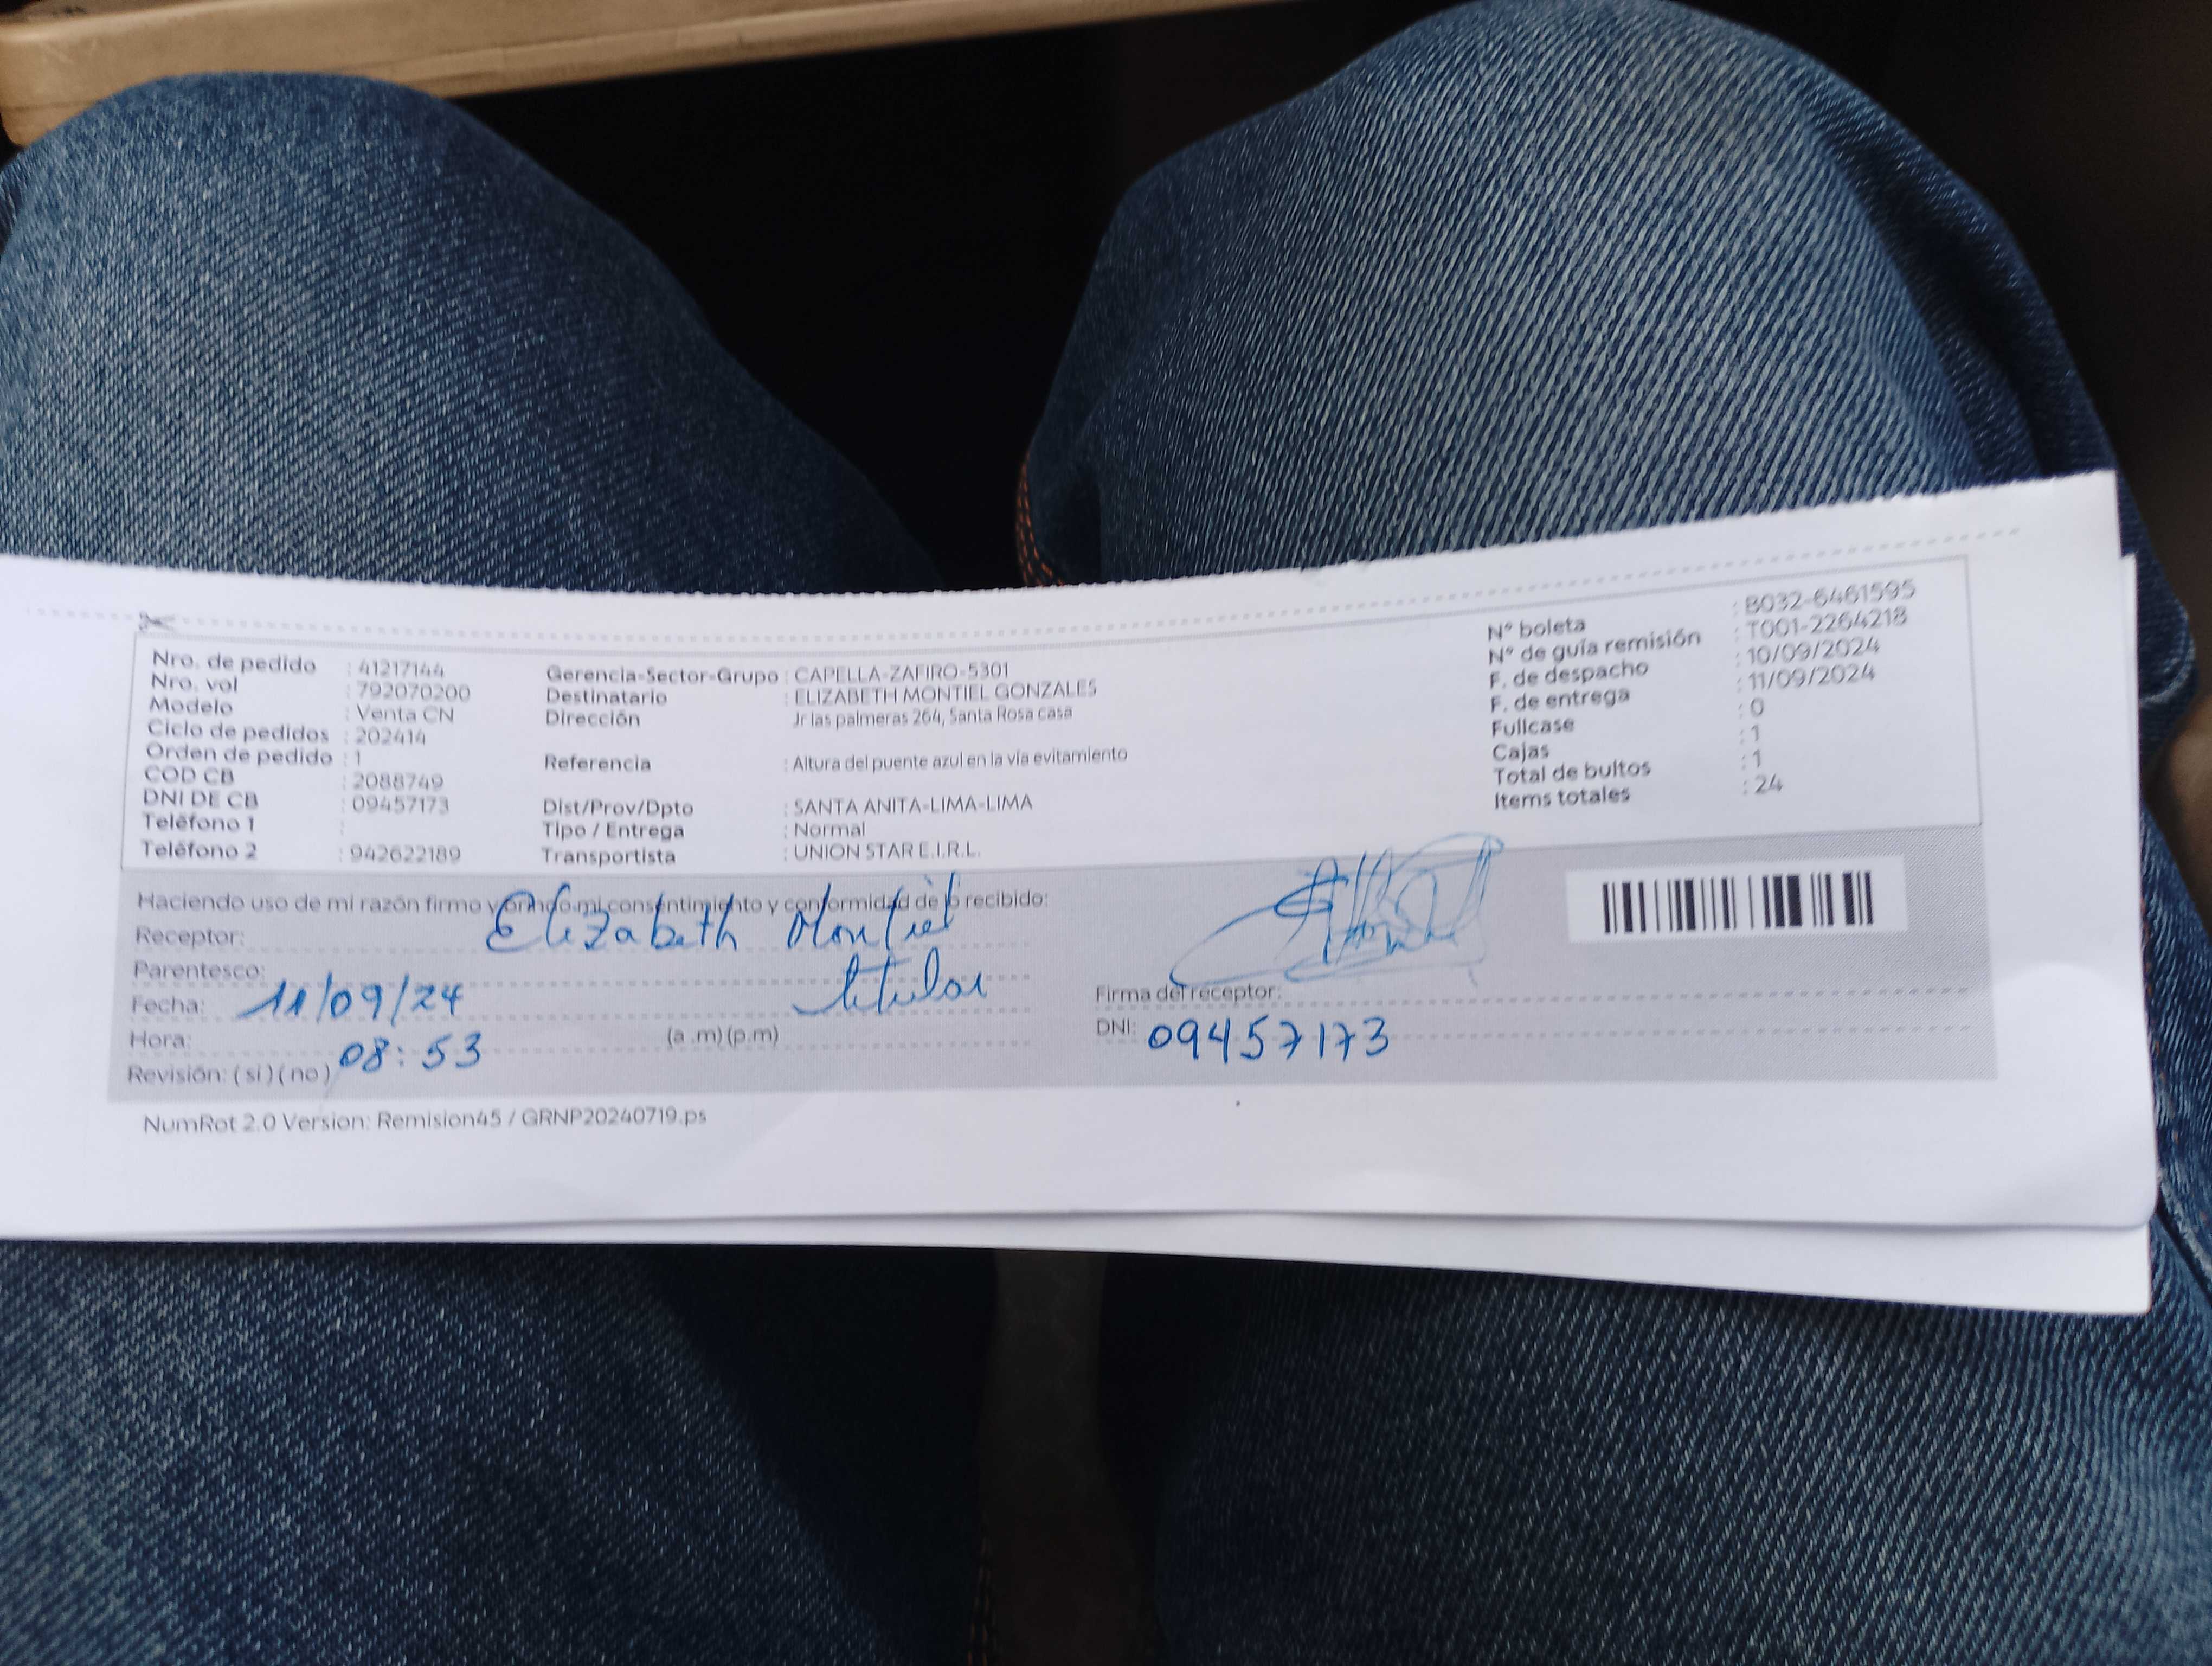 Nro. de pedido : 41217144
Nro. vol : 792070200
Modelo : Venta CN
Ciclo de pedidos : 202414
Orden de pedido : 1
COD CB : 2088749
DNI DE CB : 09457173
Teléfono 1 :
Teléfono 2 : 942622189
Gerencia-Sector-Grupo : CAPELLA-ZAFIRO-5301
Destinatario : ELIZABETH MONTIEL GONZALES
Dirección Jr las palmeras 264, Santa Rosa casa
Referencia : Altura del puente azul en la vía evitamiento
Dist/Prov/Dpto : SANTA ANITA-LIMA-LIMA
Tipo / Entrega : Normal
Transportista : UNION STAR E.I.R.L.
N° boleta : B032-6461595
N° de guía remisión : T001-2264218
F. de despacho : 10/09/2024
F. de entrega : 11/09/2024
Fullcase : 0
Cajas : 1
Total de bultos : 1
Items totales : 24
Haciendo uso de mi razón firmo y brindo mi consentimiento y conformidad de lo recibido:
Receptor: Elizabeth Montiel
Parentesco: titular
Fecha: 11/09/24
Hora: 08:53 (a .m) (p.m)
Revisión: ( si ) ( no )
Firma del receptor:
DNI: 09457173
NumRot 2.0 Version: Remision45 / GRNP20240719.ps